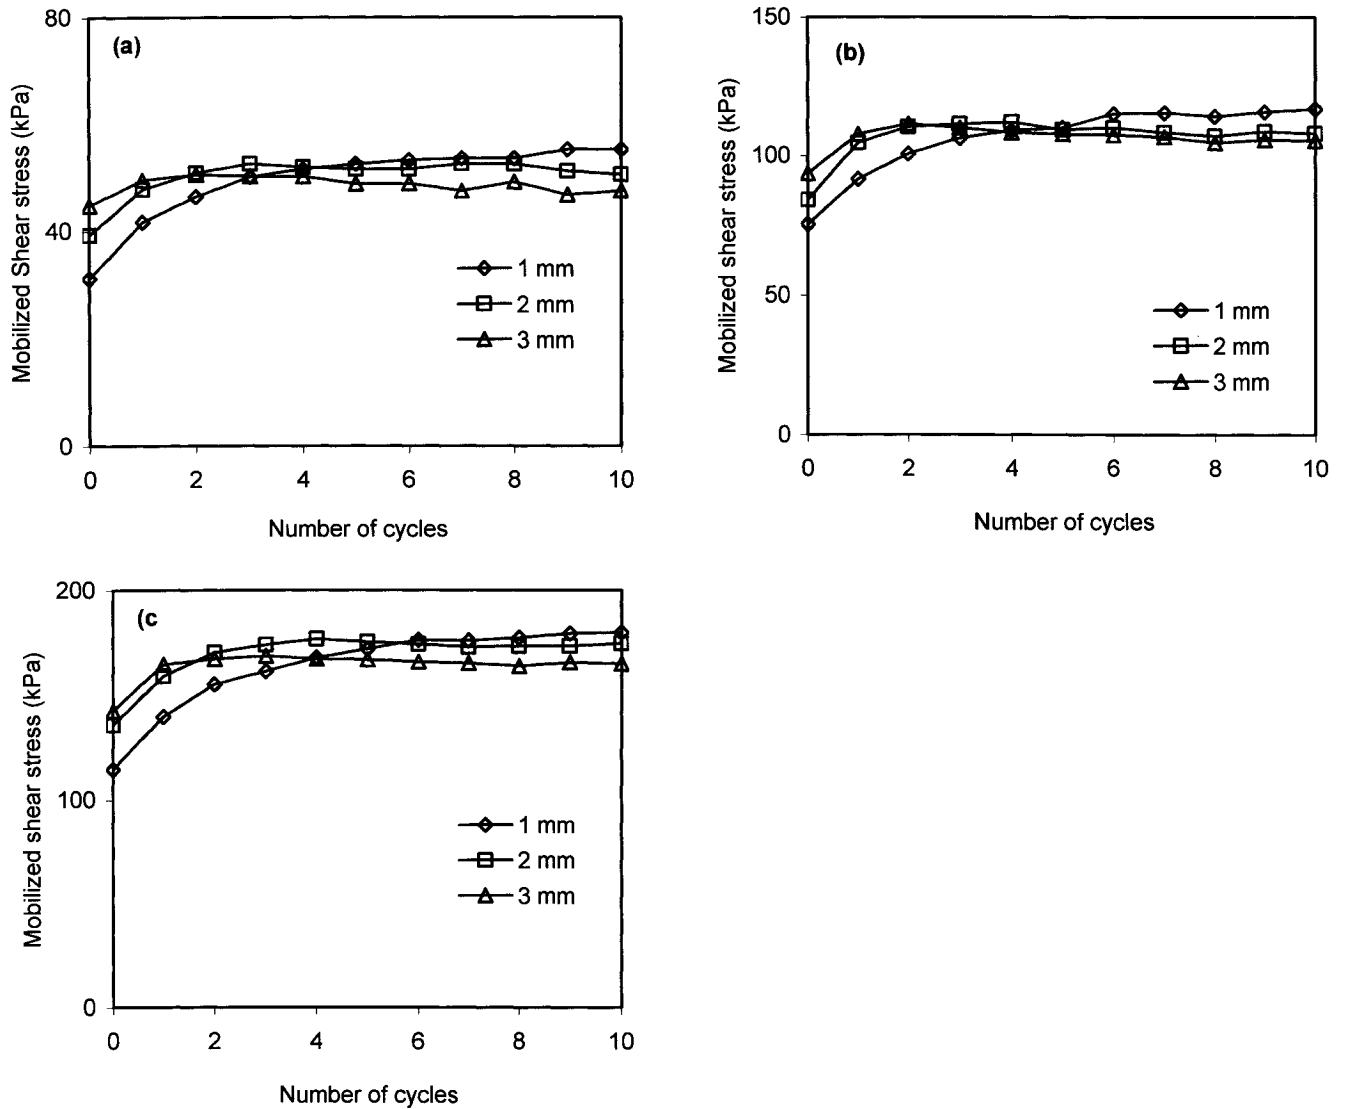 80
(a)
Mobilized Shear stress (kPa)
40
1 mm
2 mm
3 mm
0
0 2 4 6 8 10
Number of cycles
150
(b)
Mobilized shear stress (kPa)
100
50
1 mm
2 mm
3 mm
0
0 2 4 6 8 10
Number of cycles
200
(c
Mobilized shear stress (kPa)
100
1 mm
2 mm
3 mm
0
0 2 4 6 8 10
Number of cycles